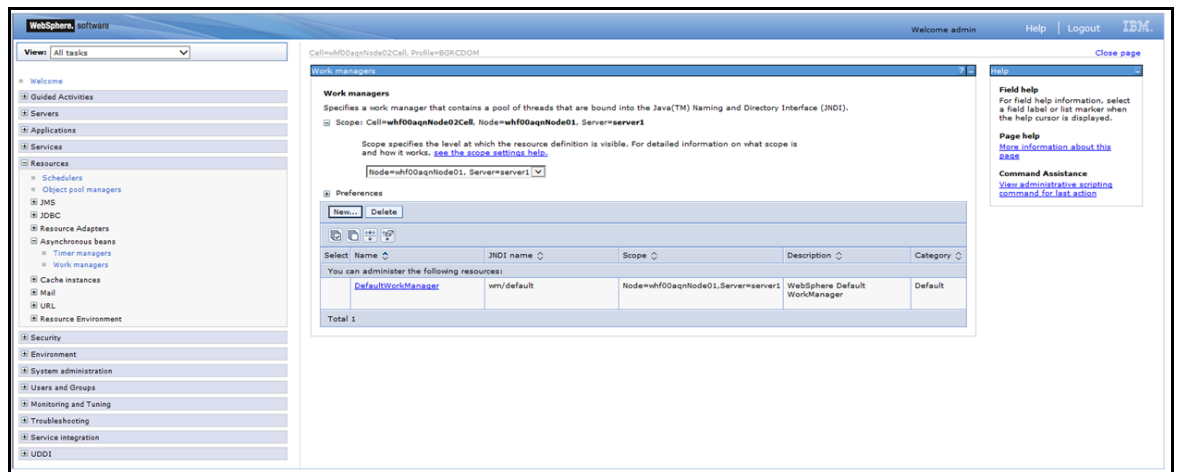 WebSphere. software
Welcome admin
Help | Logout
IBM.
View: All tasks
Cell=whf00aqnNode02Cell, Profile=BGRCDOM
Close page
Welcome
Guided Activities
Servers
Applications
Services
Resources
Schedulers
Object pool managers
JMS
JDBC
Resource Adapters
Asynchronous beans
Timer managers
Work managers
Cache instances
Mail
URL
Resource Environment
Security
Environment
System administration
Users and Groups
Monitoring and Tuning
Troubleshooting
Service integration
UDDI
Work managers
? -
Work managers
Specifies a work manager that contains a pool of threads that are bound into the Java(TM) Naming and Directory Interface (JNDI).
Scope: Cell=whf00aqnNode02Cell, Node=whf00aqnNode01, Server=server1
Scope specifies the level at which the resource definition is visible. For detailed information on what scope is
and how it works, see the scope settings help.
Node=whf00aqnNode01, Server=server1
Preferences
New... Delete
Select Name JNDI name Scope Description Category
You can administer the following resources:
DefaultWorkManager wm/default Node=whf00aqnNode01,Server=server1 WebSphere Default Default
WorkManager
Total 1
Help
Field help
For field help information, select
a field label or list marker when
the help cursor is displayed.
Page help
More information about this
page
Command Assistance
View administrative scripting
command for last action